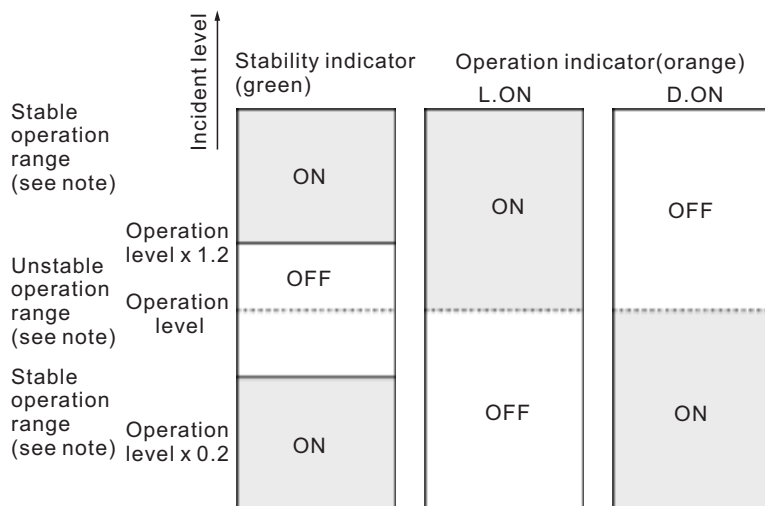 Incident level
Stability indicator
(green)
Operation indicator(orange)
L.ON
D.ON
Stable
operation
range
(see note)
ON
ON
OFF
Operation
level x 1.2
Unstable
operation
range
(see note)
OFF
Operation
level
Stable
operation
range
(see note)
Operation
level x 0.2
ON
OFF
ON